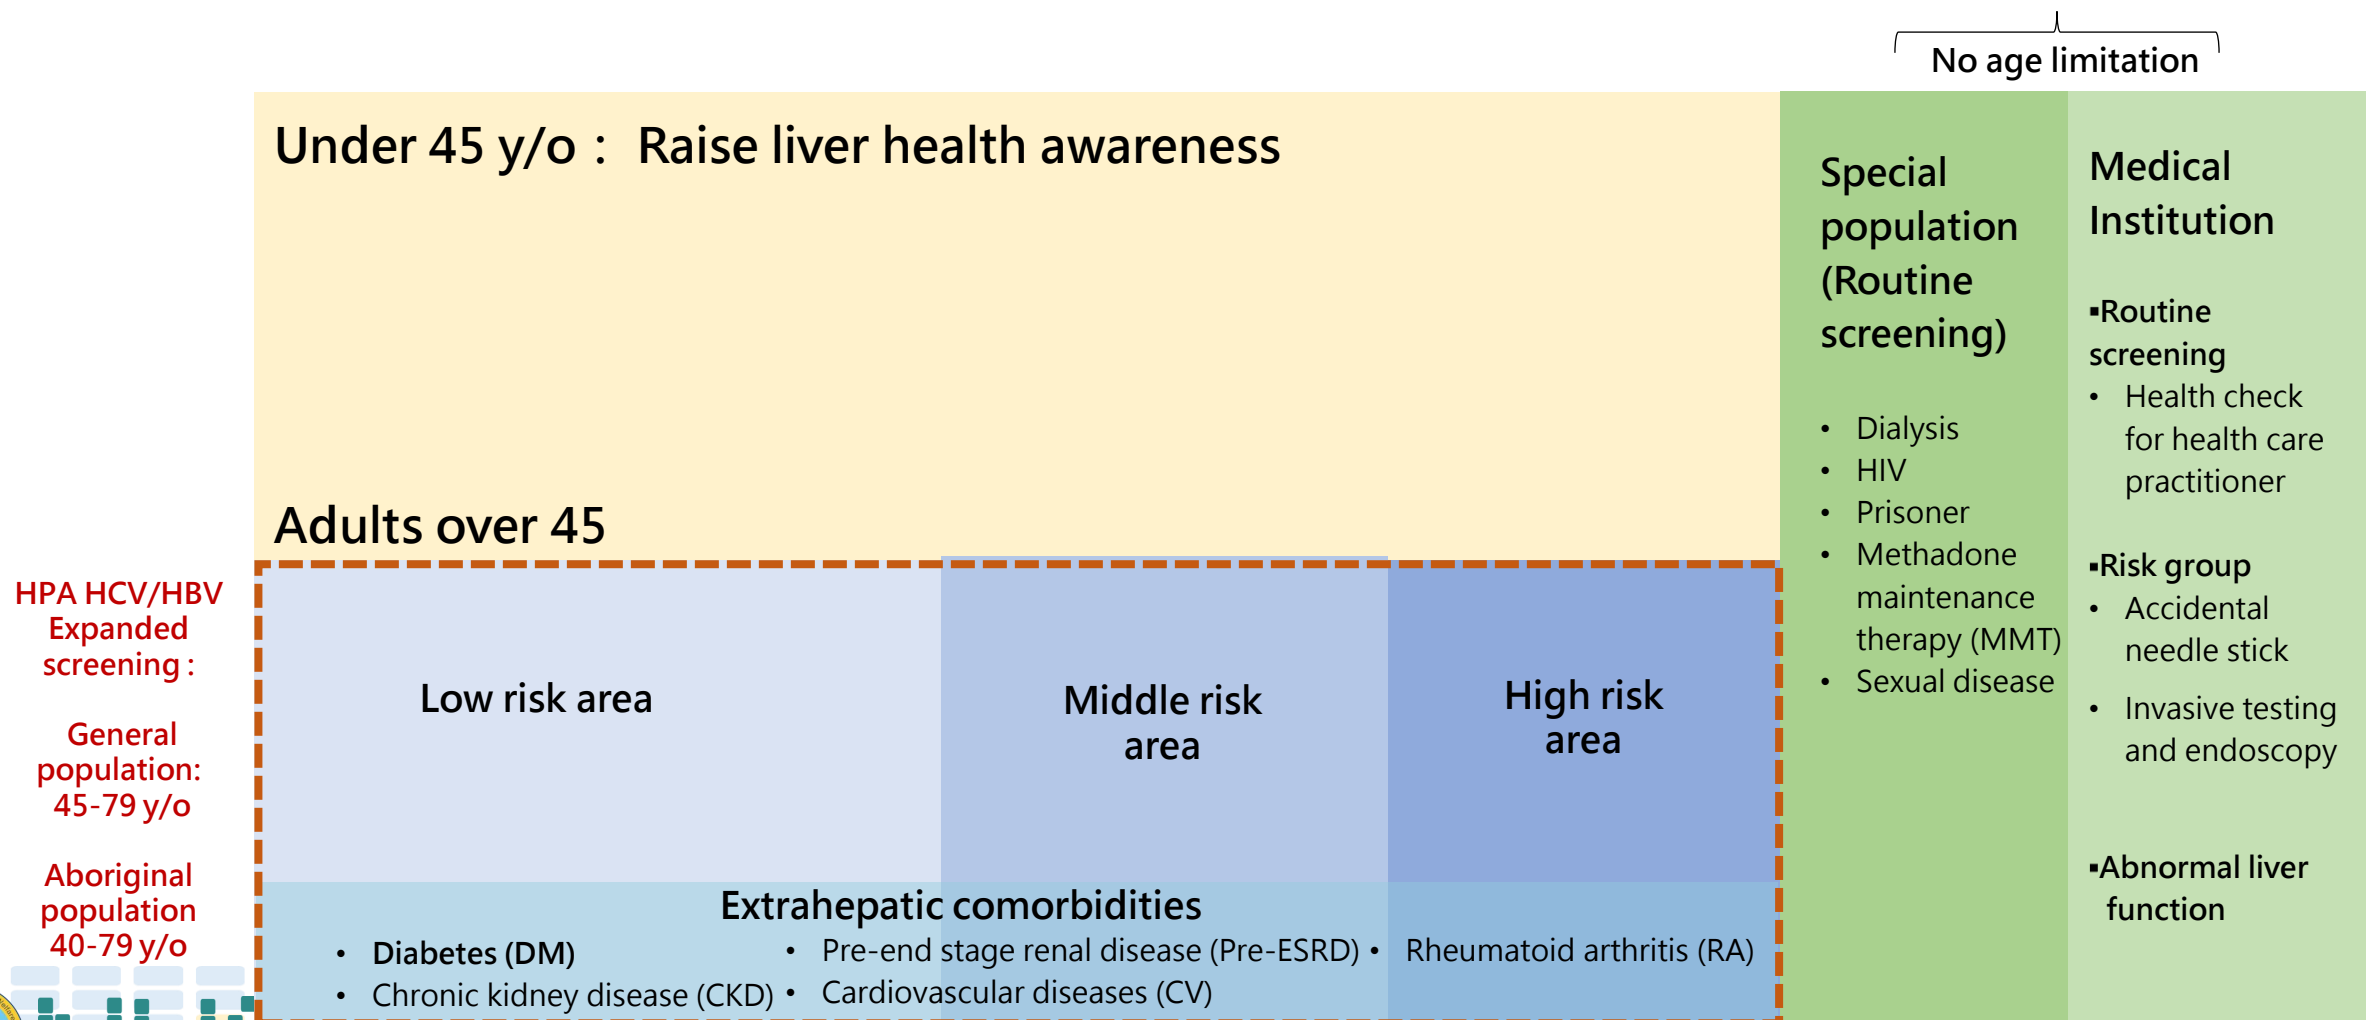 No age limitation
Under 45 y/o： Raise liver health awareness
Adults over 45
HPA HCV/HBV
Expanded
screening :
General
population:
45-79 y/o
Aboriginal
population
40-79 y/o
Low risk area
Middle risk
area
High risk
area
Extrahepatic comorbidities
• Diabetes (DM)
• Chronic kidney disease (CKD)
• Pre-end stage renal disease (Pre-ESRD)
• Cardiovascular diseases (CV)
• Rheumatoid arthritis (RA)
Special
population
(Routine
screening)
• Dialysis
• HIV
• Prisoner
• Methadone
maintenance
therapy (MMT)
• Sexual disease
Medical
Institution
▪Routine
screening
• Health check
for health care
practitioner
▪Risk group
• Accidental
needle stick
• Invasive testing
and endoscopy
▪Abnormal liver
function